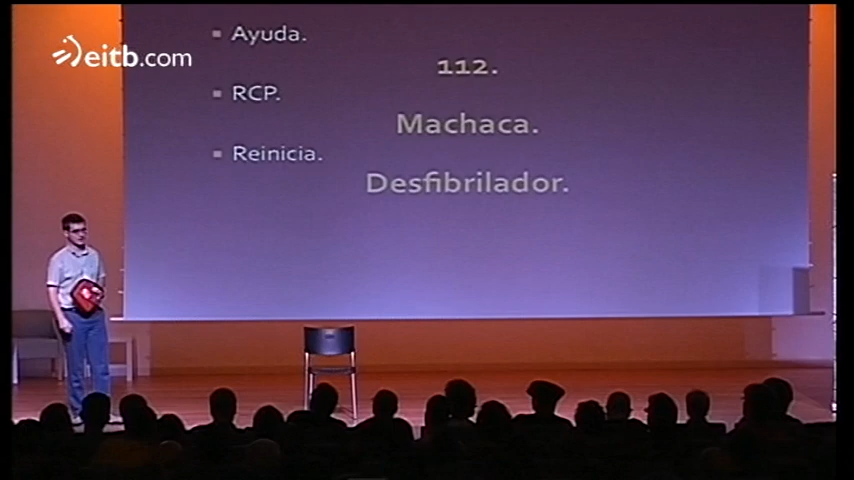 eitb.com
Ayuda.
112.
RCP.
Machaca.
Reinicia.
Desfibrilador.